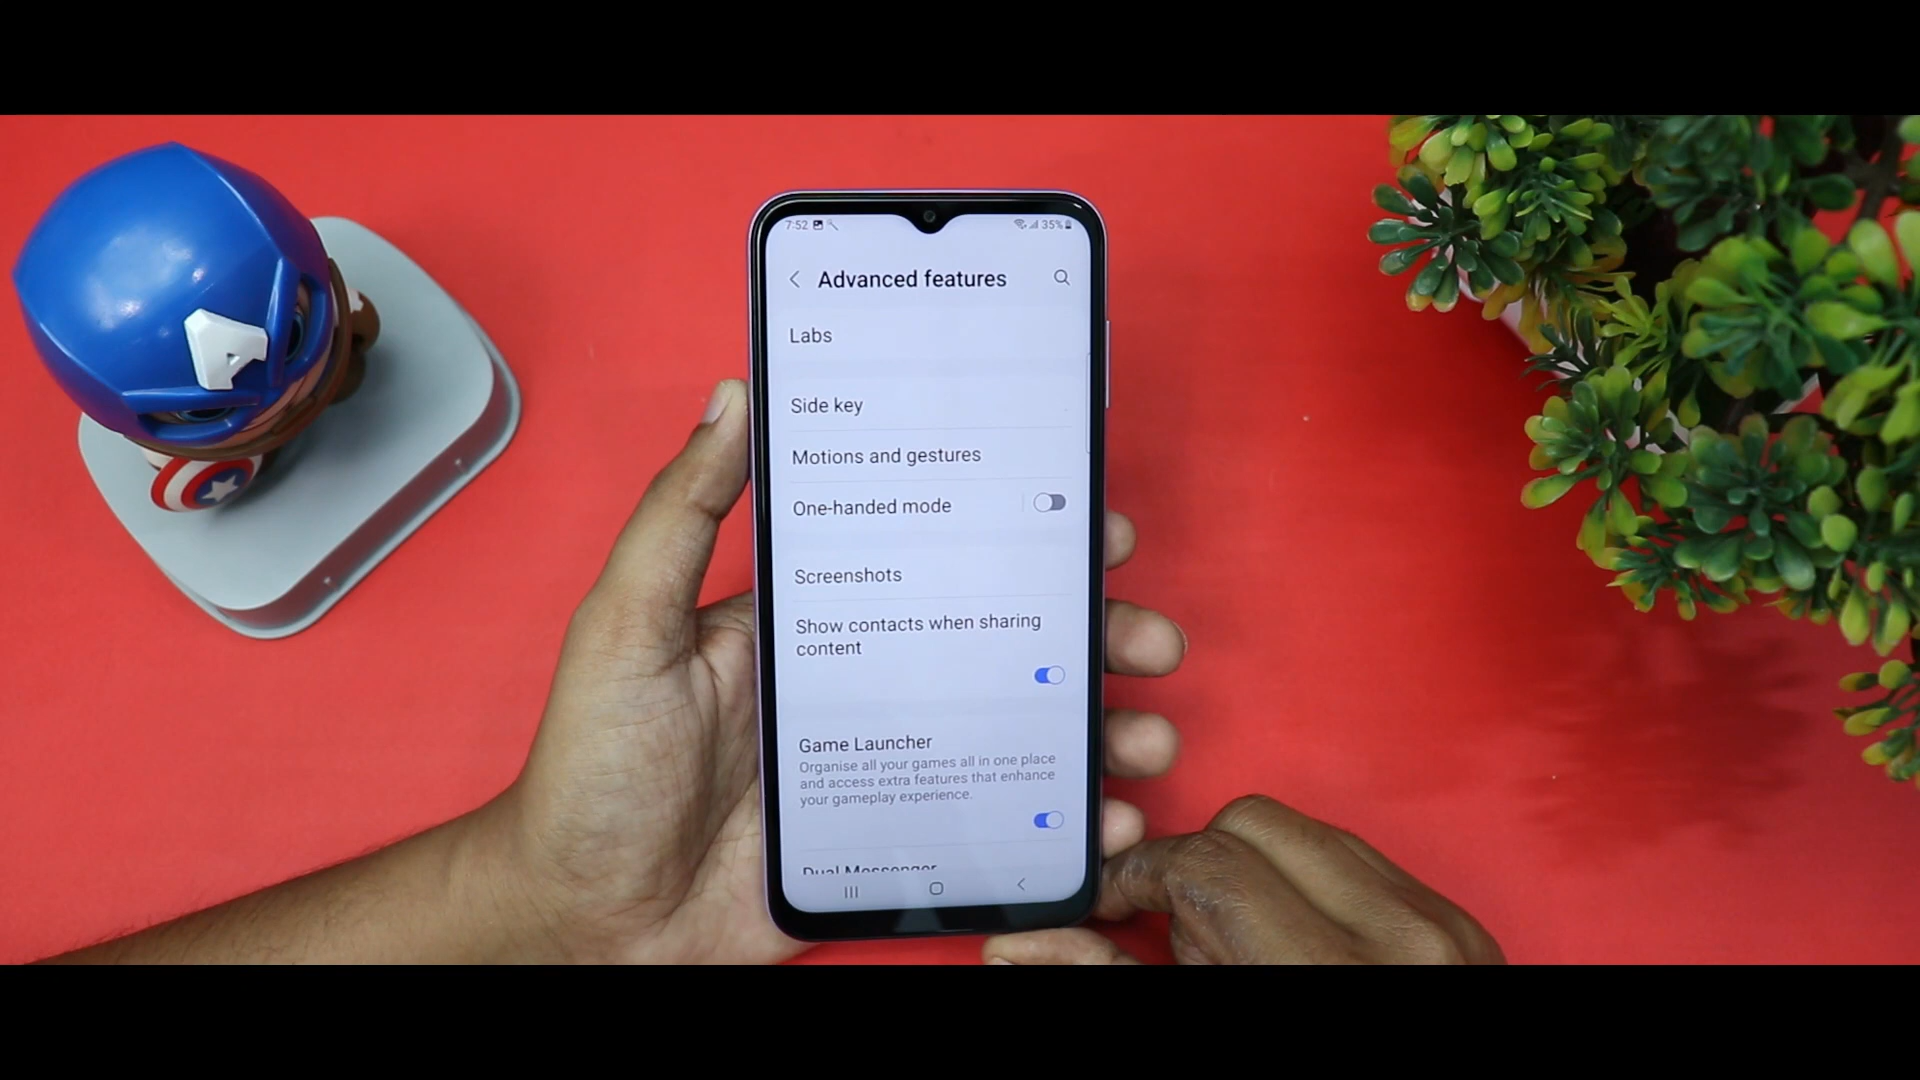 7:52
35%
Advanced features
Labs
Side key
Motions and gestures
One-handed mode
Screenshots
Show contacts when sharing
content
Game Launcher
Organise all your games all in one place
and access extra features that enhance
your gameplay experience.
Dual Messenger
A